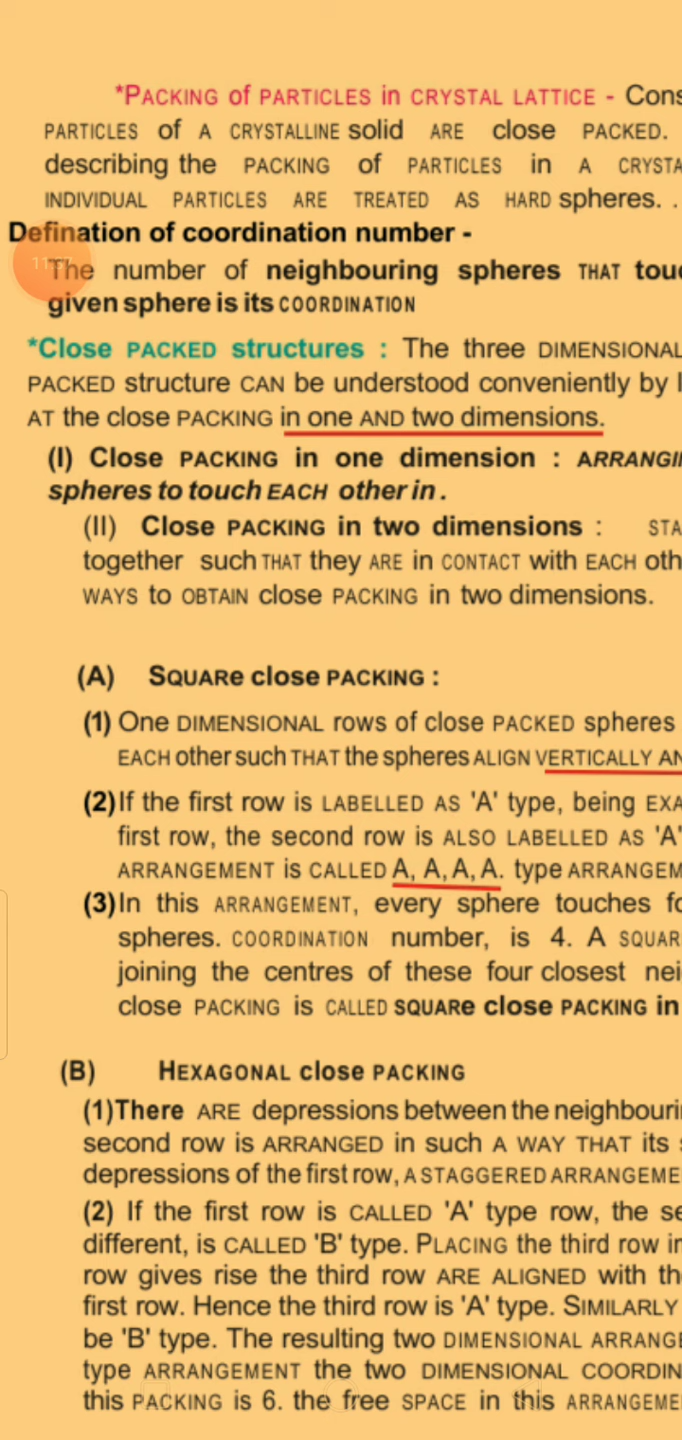 *PACKING of PARTICLES in CRYSTAL LATTICE - Cons
PARTICLES of A CRYSTALLINE solid ARE close PACKED.
describing the PACKING of PARTICLES in A CRYSTA
INDIVIDUAL PARTICLES ARE TREATED AS HARD spheres. .
Defination of coordination number -
The number of neighbouring spheres THAT touc
given sphere is its COORDINATION
*Close PACKED structures : The three DIMENSIONAL
PACKED structure CAN be understood conveniently by l
AT the close PACKING in one AND two dimensions.
(I) Close PACKING in one dimension : ARRANGI
spheres to touch EACH other in .
(II) Close PACKING in two dimensions : STA
together such THAT they ARE in CONTACT with EACH oth
WAYS to OBTAIN close PACKING in two dimensions.
(A) SQUARe close PACKING :
(1) One DIMENSIONAL rows of close PACKED spheres
EACH other such THAT the spheres ALIGN VERTICALLY AN
(2) If the first row is LABELLED AS 'A' type, being EXA
first row, the second row is ALSO LABELLED AS 'A'
ARRANGEMENT is CALLED A, A, A, A. type ARRANGEM
(3) In this ARRANGEMENT, every sphere touches fo
spheres. COORDINATION number, is 4. A SQUAR
joining the centres of these four closest nei
close PACKING is CALLED SQUARe close PACKING in
(B) HEXAGONAL close PACKING
(1)There ARE depressions between the neighbouri
second row is ARRANGED in such A WAY THAT its s
depressions of the first row, A STAGGERED ARRANGEME
(2) If the first row is CALLED 'A' type row, the se
different, is CALLED 'B' type. PLACING the third row in
row gives rise the third row ARE ALIGNED with th
first row. Hence the third row is 'A' type. SIMILARLY
be 'B' type. The resulting two DIMENSIONAL ARRANGE
type ARRANGEMENT the two DIMENSIONAL COORDIN
this PACKING is 6. the free SPACE in this ARRANGEME